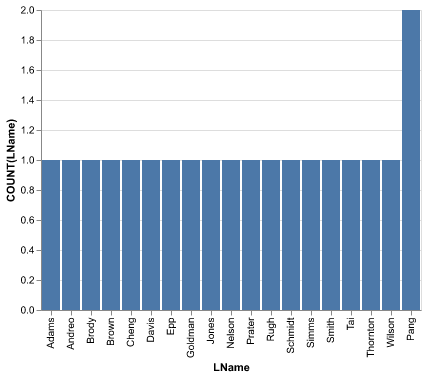 2.0
1.8
1.6
1.4
1.2
1.0
0.8
0.6
0.4
0.2
0.0
COUNT(LName)
Adams
Andreo
Brody
Brown
Cheng
Davis
Epp
Goldman
Jones
Nelson
Prater
Rugh
Schmidt
Simms
Smith
Tai
Thornton
Wilson
Pang
LName